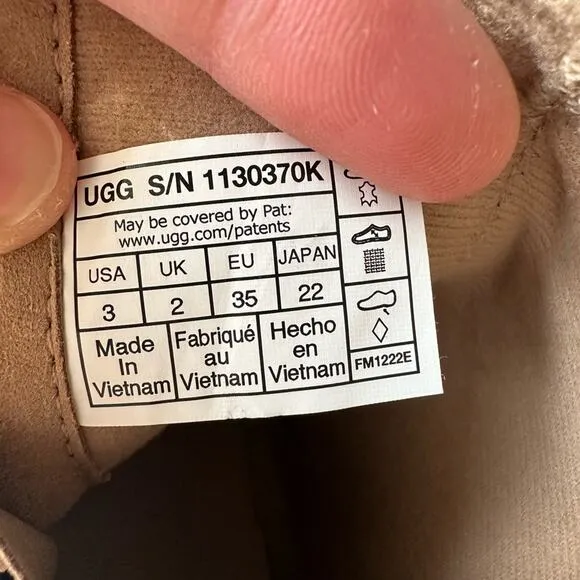 UGG S/N 1130370K
May be covered by Pat:
www.ugg.com/patents
USA UK EU JAPAN
3 2 35 22
Made In Vietnam
Fabriqué au Vietnam
Hecho en Vietnam
FM1222E